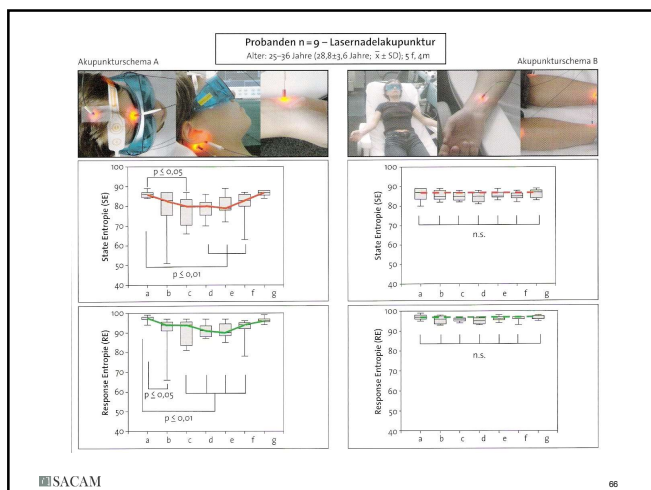 Probanden n = 9 – Lasernadelakupunktur
Alter: 25–36 Jahre (28,8±3,6 Jahre; x̄ ± SD); 5 f, 4m
Akupunkturschema A
Akupunkturschema B
State Entropie (SE)
100
90
80
70
60
50
40
p ≤ 0,05
p ≤ 0,01
a b c d e f g
State Entropie (SE)
100
90
80
70
60
50
40
n.s.
a b c d e f g
Response Entropie (RE)
100
90
80
70
60
50
40
p ≤ 0,05
p ≤ 0,01
a b c d e f g
Response Entropie (RE)
100
90
80
70
60
50
40
n.s.
a b c d e f g
SACAM
66